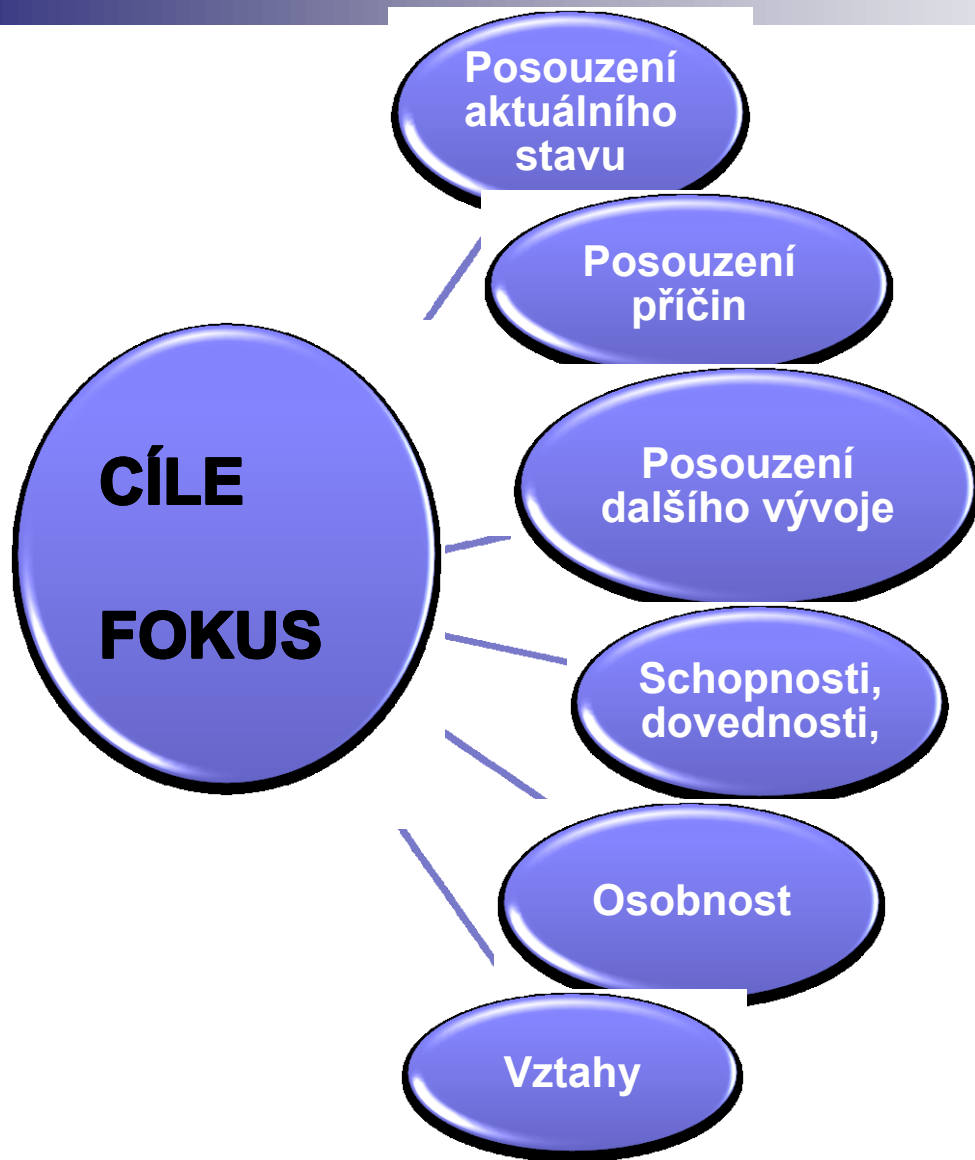 Posouzení
aktuálního
stavu
Posouzení
příčin
CÍLE
FOKUS
Posouzení
dalšího vývoje
Schopnosti,
dovednosti,
Osobnost
Vztahy